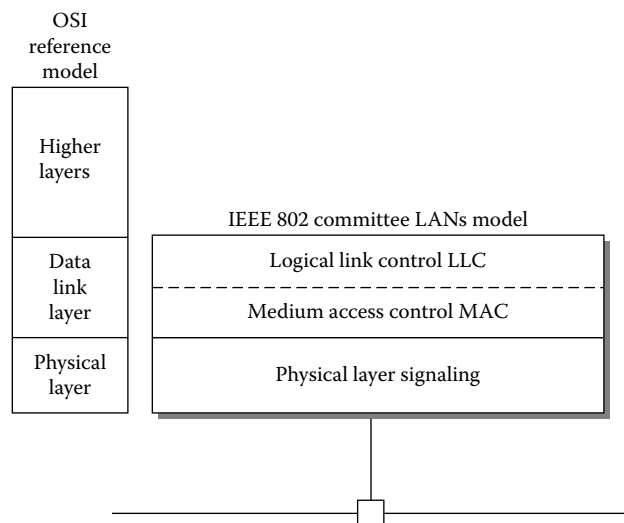 OSI
reference
model
Higher
layers
IEEE 802 committee LANs model
Data
link
layer
Logical link control LLC
Medium access control MAC
Physical
layer
Physical layer signaling